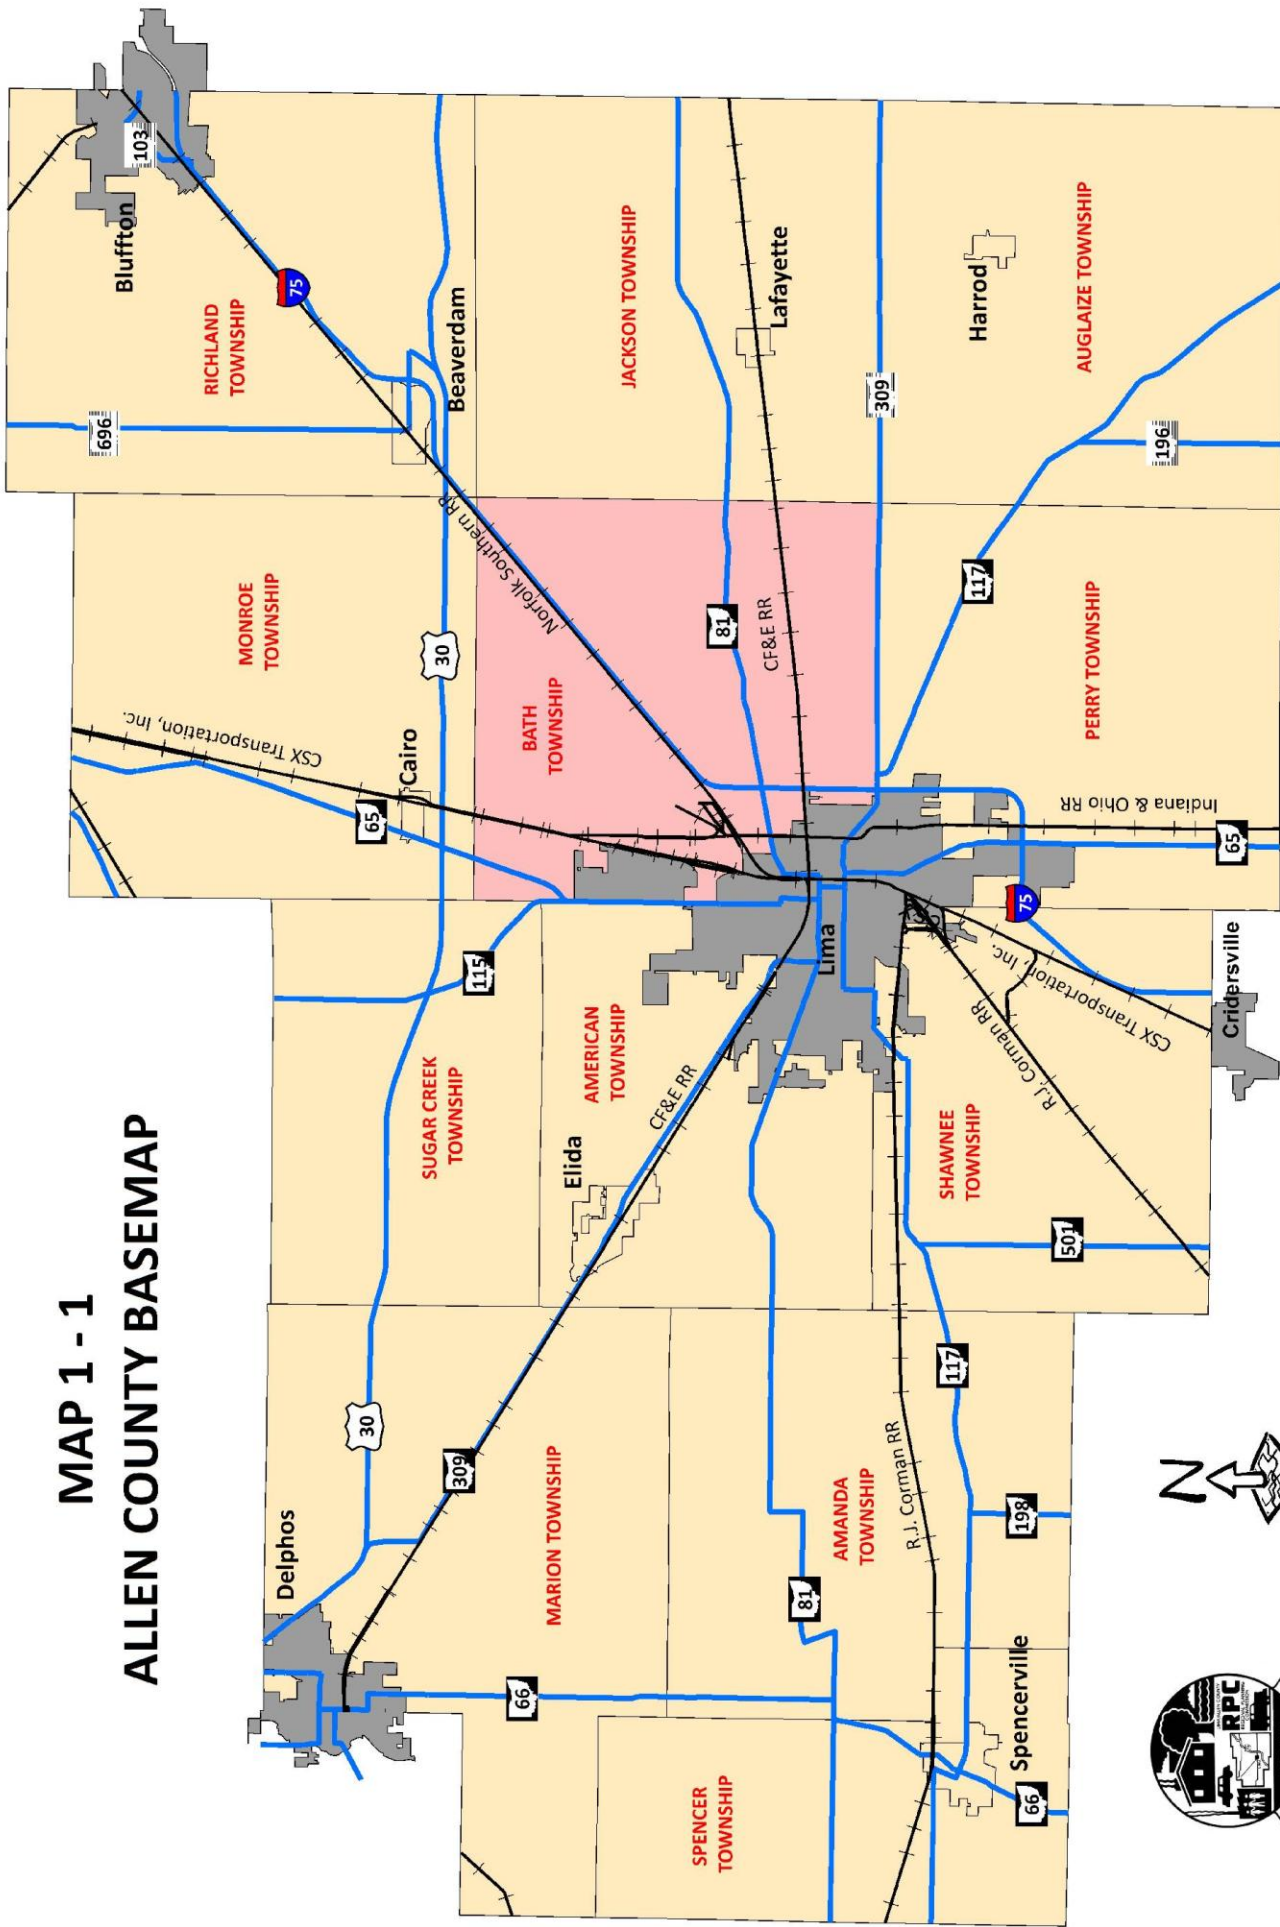 MAP 1 - 1
ALLEN COUNTY BASEMAP
Delphos
30
309
MARION TOWNSHIP
66
SPENCER
TOWNSHIP
81
AMANDA
TOWNSHIP
R.J. Corman RR
117
198
Spencerville
66
SUGAR CREEK
TOWNSHIP
115
AMERICAN
TOWNSHIP
Elida
CF&E RR
Lima
SHAWNEE
TOWNSHIP
501
R.J. Corman RR
CSX Transportation, Inc.
75
Cridersville
MONROE
TOWNSHIP
CSX Transportation, Inc.
Cairo
65
30
BATH
TOWNSHIP
Norfolk Southern RR
81
CF&E RR
117
PERRY TOWNSHIP
Indiana & Ohio RR
65
Bluffton
103
75
RICHLAND
TOWNSHIP
696
Beaverdam
JACKSON TOWNSHIP
Lafayette
309
Harrod
AUGLAIZE TOWNSHIP
196
N
RPC